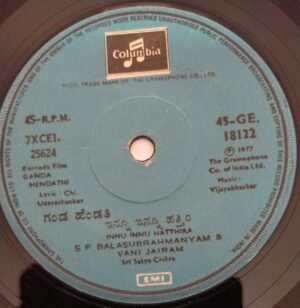 Columbia
REGD. TRADE MARK OF THE GRAMOPHONE CO., LTD.
45-R.P.M.
7XCE1.
25624
45-GE.
18122
Kannada Film
GANDA
HENDATHI
Lyric: Chi.
Udayashankar
℗ 1977
The Gramophone
Co. of India Ltd.
Music:
Vijayabhaskar
ಗಂಡ ಹೆಂಡತಿ
ಇನ್ನೂ ಇನ್ನೂ ಹತ್ತಿರ
INNU INNU HATTHIRA
S P BALASUBRAHMANYAM &
VANI JAIRAM
Sri Satya Chitra
EMI